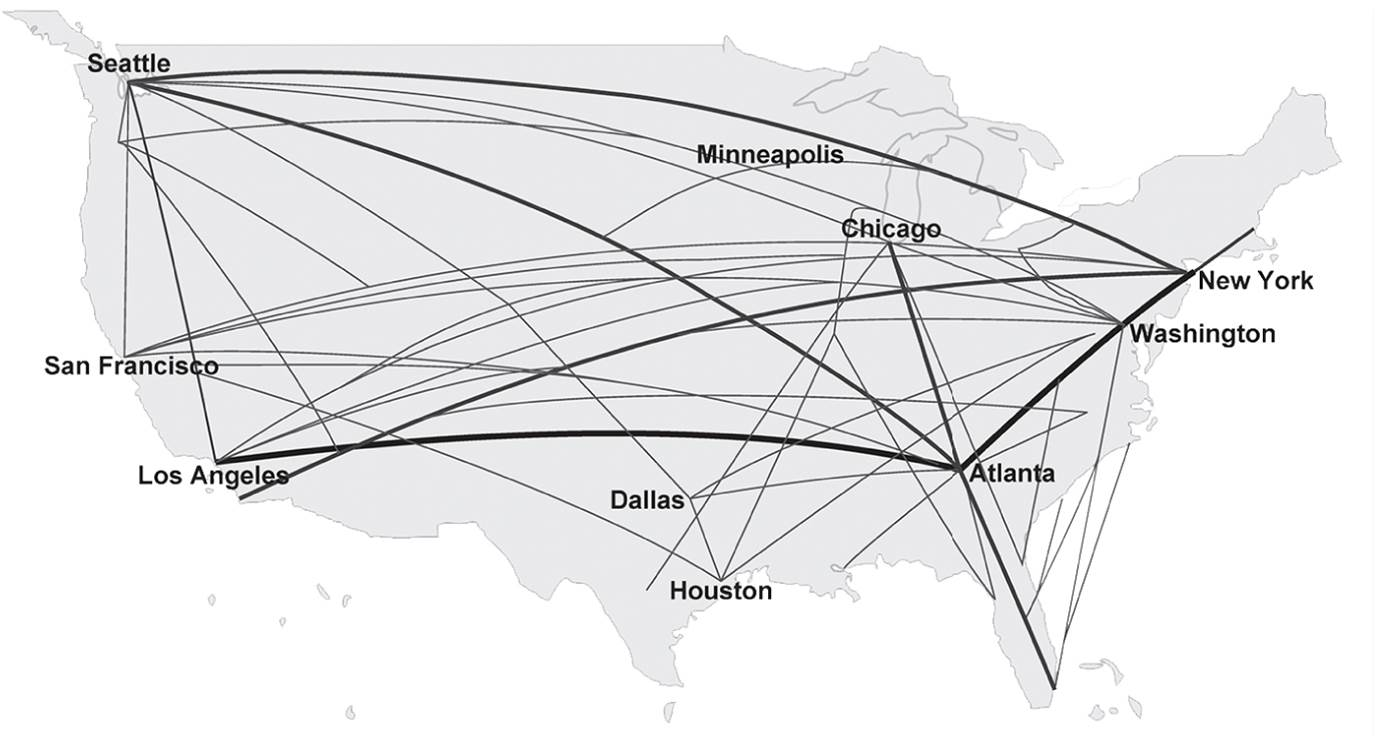 Seattle
Minneapolis
Chicago
New York
Washington
San Francisco
Los Angeles
Atlanta
Dallas
Houston